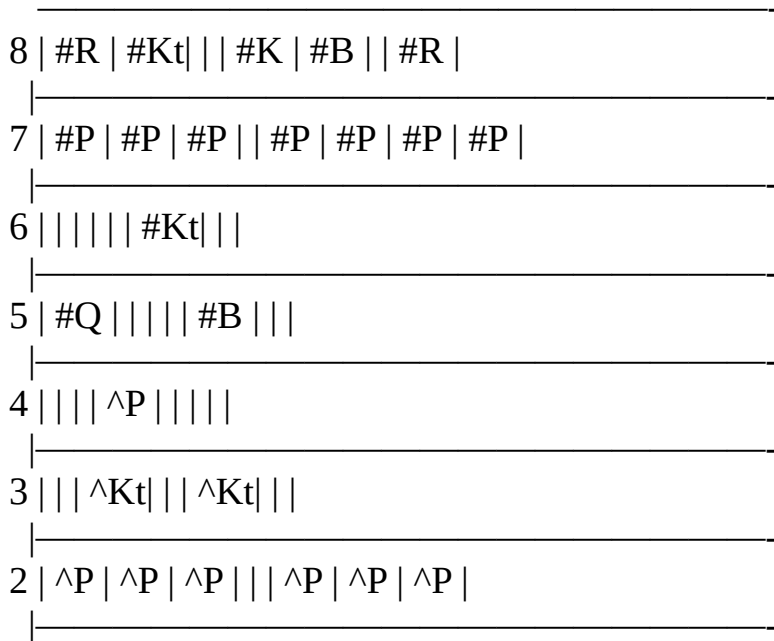 ————————————————————-
8 | #R | #Kt| | | #K | #B | | #R |
|————————————————————-
7 | #P | #P | #P | | #P | #P | #P | #P |
|————————————————————-
6 | | | | | | #Kt| | |
|————————————————————-
5 | #Q | | | | | #B | | |
|————————————————————-
4 | | | | ^P | | | | |
|————————————————————-
3 | | | ^Kt| | | ^Kt| | |
|————————————————————-
2 | ^P | ^P | ^P | | | ^P | ^P | ^P |
|————————————————————-